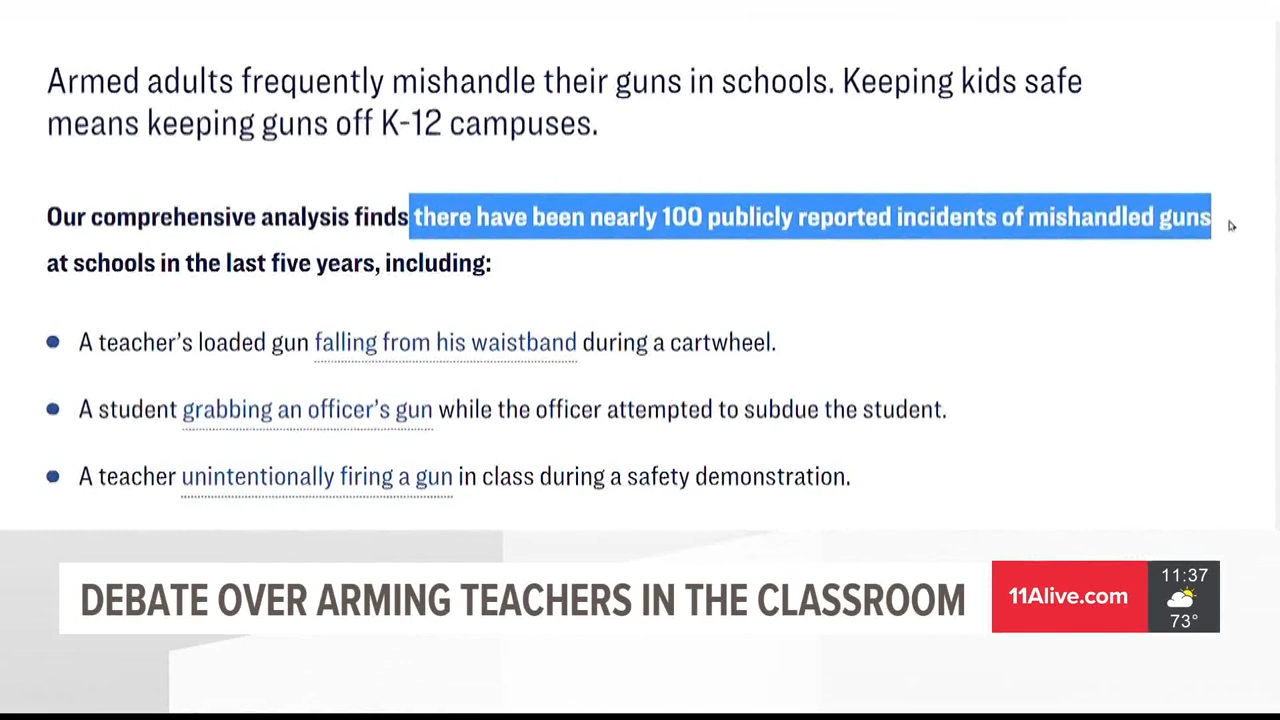 Armed adults frequently mishandle their guns in schools. Keeping kids safe
means keeping guns off K-12 campuses.
Our comprehensive analysis finds there have been nearly 100 publicly reported incidents of mishandled guns
at schools in the last five years, including:
A teacher’s loaded gun falling from his waistband during a cartwheel.
A student grabbing an officer’s gun while the officer attempted to subdue the student.
A teacher unintentionally firing a gun in class during a safety demonstration.
DEBATE OVER ARMING TEACHERS IN THE CLASSROOM
11Alive.com
11:37
73°